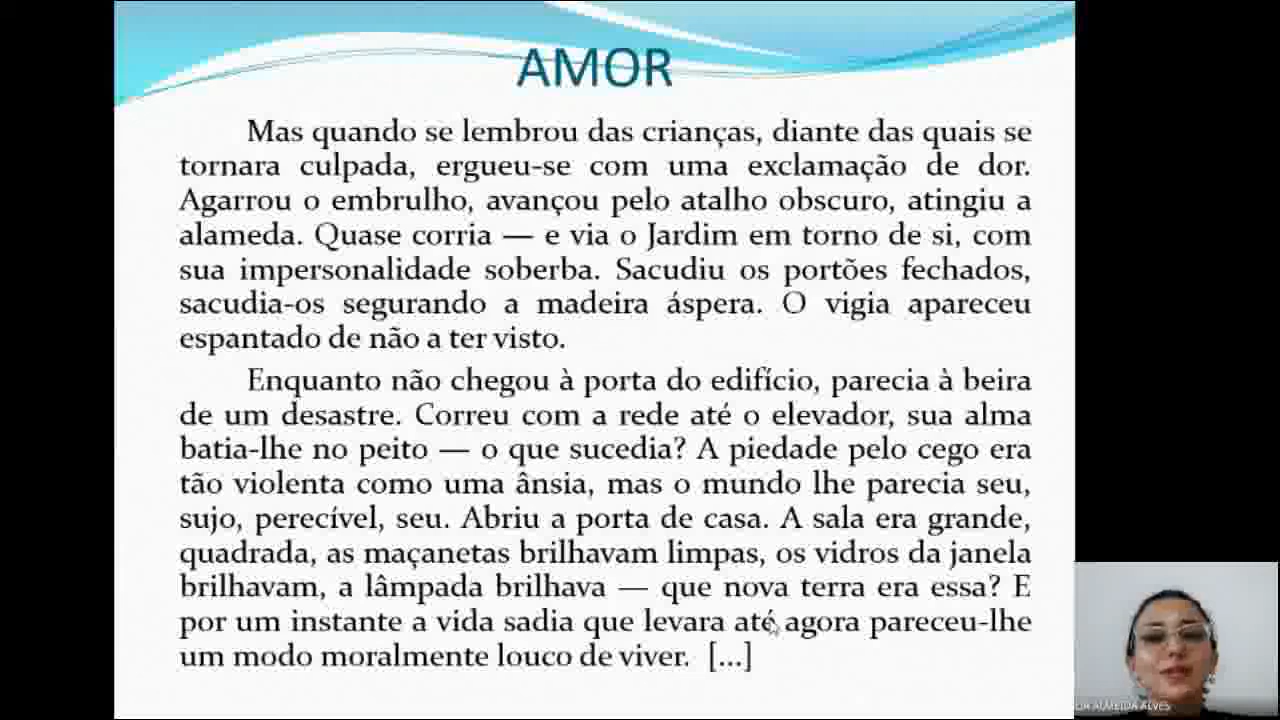 AMOR
Mas quando se lembrou das crianças, diante das quais se
tornara culpada, ergueu-se com uma exclamação de dor.
Agarrou o embrulho, avançou pelo atalho obscuro, atingiu a
alameda. Quase corria — e via o Jardim em torno de si, com
sua impersonalidade soberba. Sacudiu os portões fechados,
sacudia-os segurando a madeira áspera. O vigia apareceu
espantado de não a ter visto.
Enquanto não chegou à porta do edifício, parecia à beira
de um desastre. Correu com a rede até o elevador, sua alma
batia-lhe no peito — o que sucedia? A piedade pelo cego era
tão violenta como uma ânsia, mas o mundo lhe parecia seu,
sujo, perecível, seu. Abriu a porta de casa. A sala era grande,
quadrada, as maçanetas brilhavam limpas, os vidros da janela
brilhavam, a lâmpada brilhava — que nova terra era essa? E
por um instante a vida sadia que levara até agora pareceu-lhe
um modo moralmente louco de viver. [...]
ALMEIDA ALVES